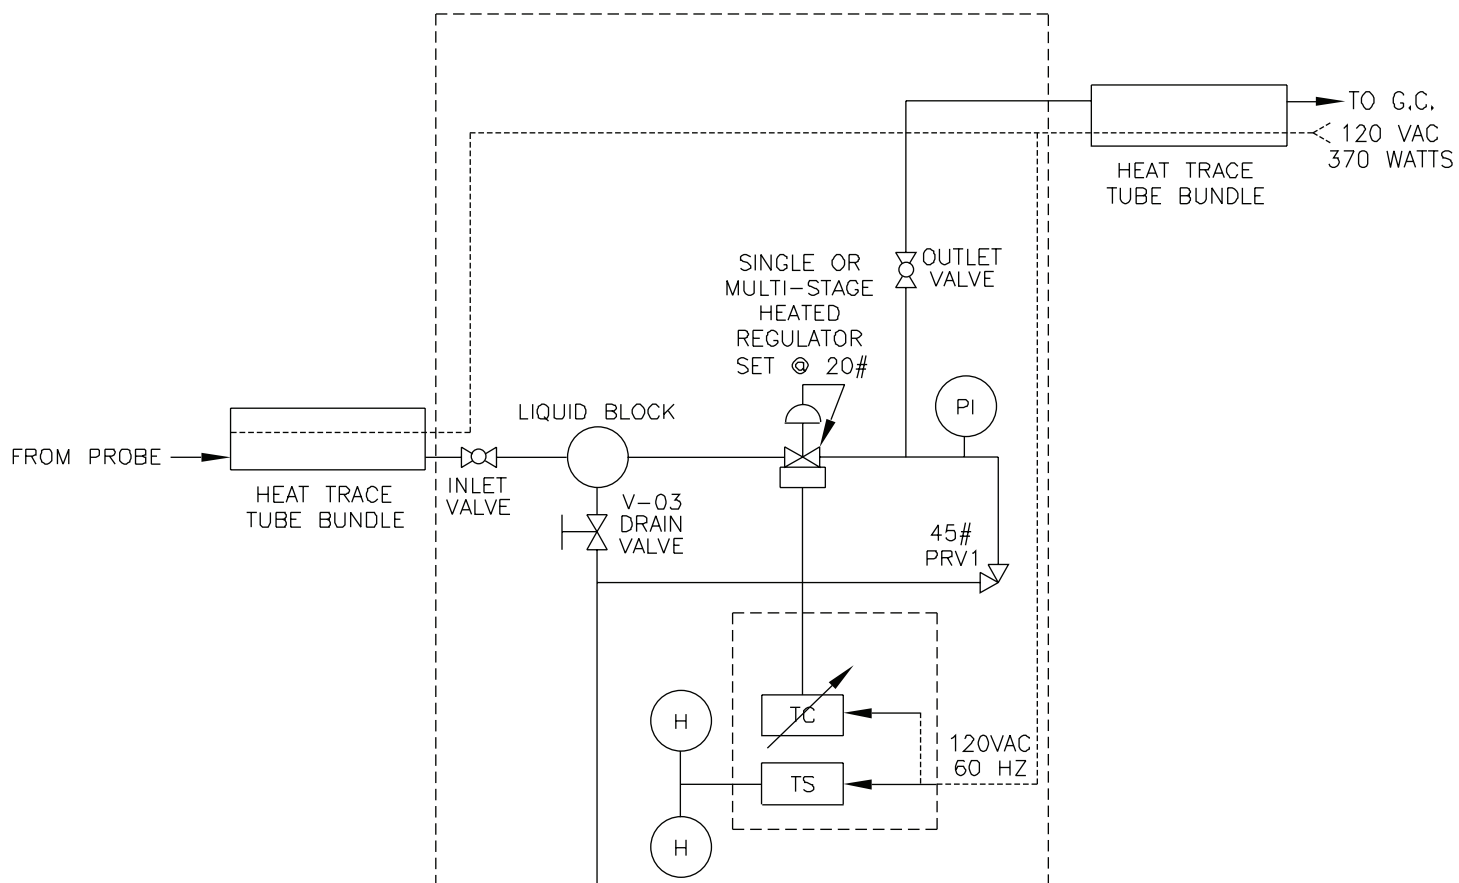 TO G.C.
120 VAC
370 WATTS
HEAT TRACE
TUBE BUNDLE
OUTLET
VALVE
SINGLE OR
MULTI-STAGE
HEATED
REGULATOR
SET @ 20#
PI
LIQUID BLOCK
FROM PROBE
HEAT TRACE
TUBE BUNDLE
INLET
VALVE
V-03
DRAIN
VALVE
45#
PRV1
TC
H
120VAC
60 HZ
TS
H